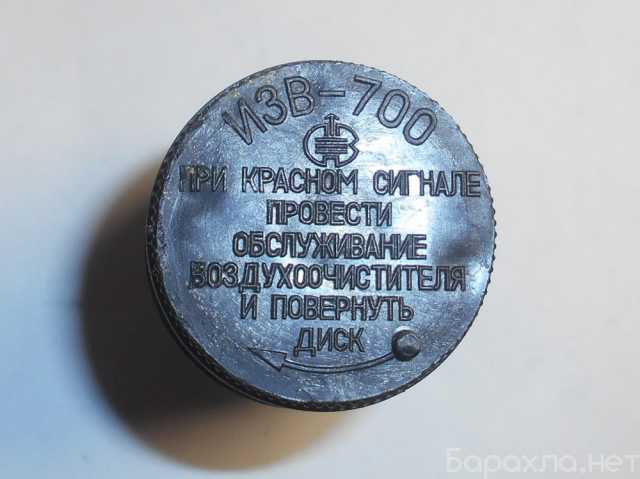 ИЗВ-700
ПРИ КРАСНОМ СИГНАЛЕ
ПРОВЕСТИ
ОБСЛУЖИВАНИЕ
ВОЗДУХООЧИСТИТЕЛЯ
И ПОВЕРНУТЬ
ДИСК
Барахла.нет